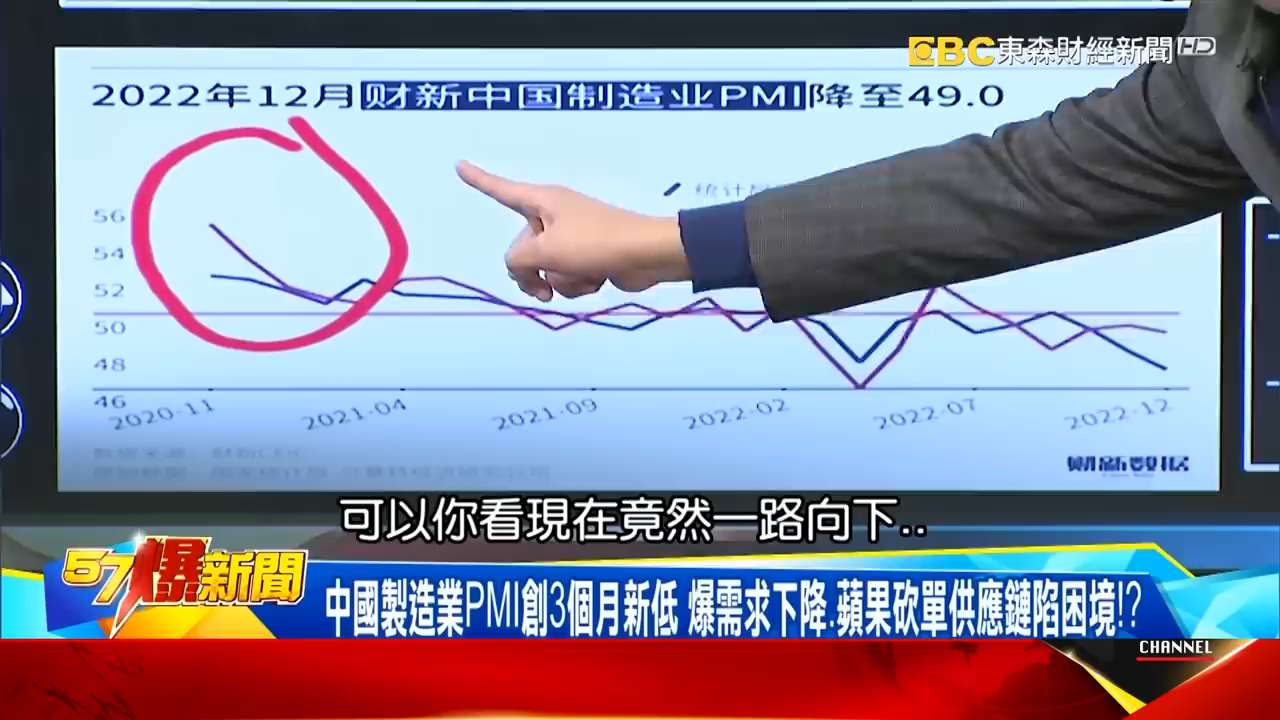 EBC東森財經新聞HD
2022年12月财新中国制造业PMI降至49.0
统计局
56
54
52
50
48
46
2020-11
2021-04
2021-09
2022-02
2022-07
2022-12
财新数据
可以你看現在竟然一路向下..
57爆新聞
中國製造業PMI創3個月新低 爆需求下降.蘋果砍單供應鏈陷困境!?
CHANNEL